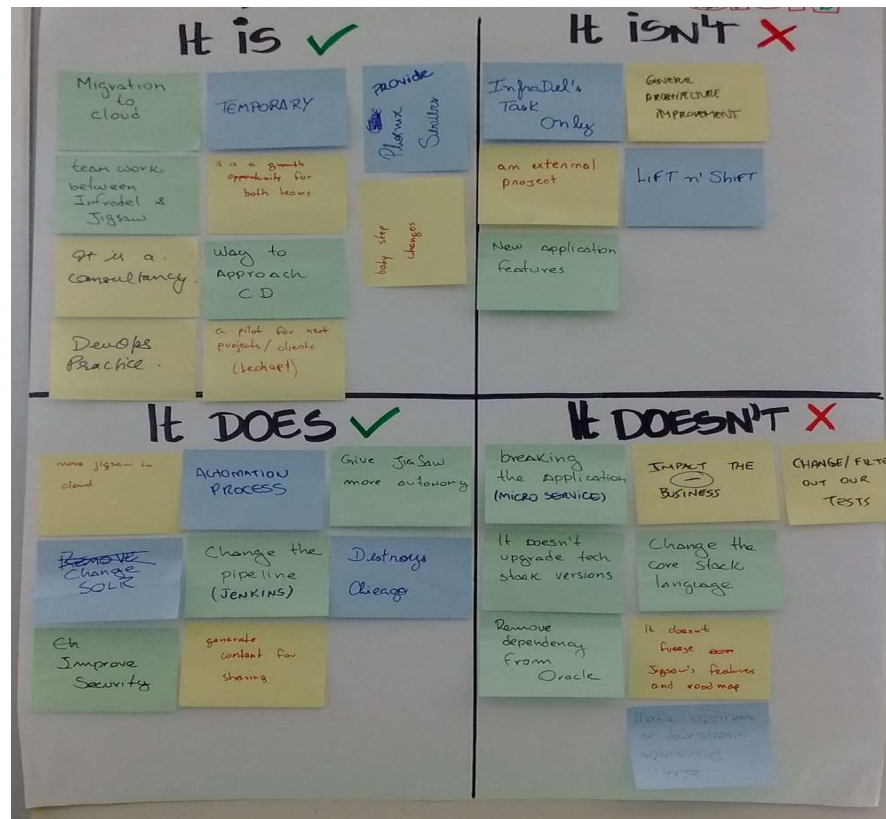 It is ✓
Migration
to
cloud
TEMPORARY
PROVIDE
Phoenix
team work
between
Infradel &
Jigsaw
it is a growth
opportunity for
both teams
baby step
changes
It is a
consultancy.
Way to
Approach
CD
DevOps
Practice.
a pilot for next
projects/clients
It isn't ✗
InfraDel's
Task
Only
General
Architecture
improvement
an external
project
LiFT n' SHiFT
New Application
features
It DOES ✓
move jigsaw to
cloud
AUTOMATION
PROCESS
Give JigSaw
more autonomy
Change
SOLR
Change the
pipeline
(JENKINS)
Destroys
Chicago
Improve
Security
generate
content for
sharing
It DOESN'T ✗
breaking
the Application
(MICRO SERVICE)
IMPACT THE
BUSINESS
CHANGE/FILTE
OUT OUR
TESTS
It Doesn't
upgrade tech
stack versions
Change the
core stack
language
Remove
dependency
from
Oracle
it doesn't
freeze
Jigsaw's features
and road map